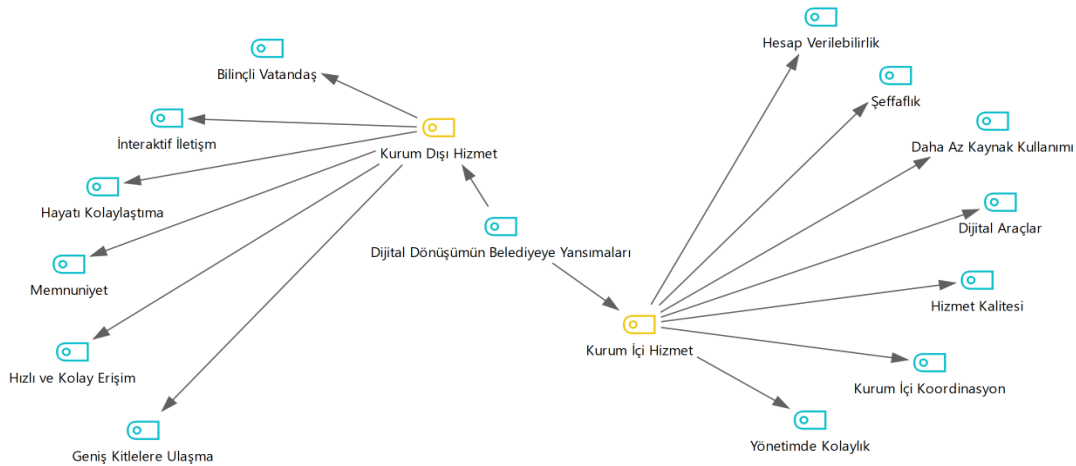 Hesap Verilebilirlik
Bilinçli Vatandaş
Şeffaflık
İnteraktif İletişm
Daha Az Kaynak Kullanımı
Kurum Dışı Hizmet
Hayatı Kolaylaştıma
Dijital Araçlar
Dijital Dönüşümün Belediyeye Yansımaları
Memnuniyet
Hizmet Kalitesi
Kurum İçi Hizmet
Hızlı ve Kolay Erişim
Kurum İçi Koordinasyon
Yönetimde Kolaylık
Geniş Kitlelere Ulaşma